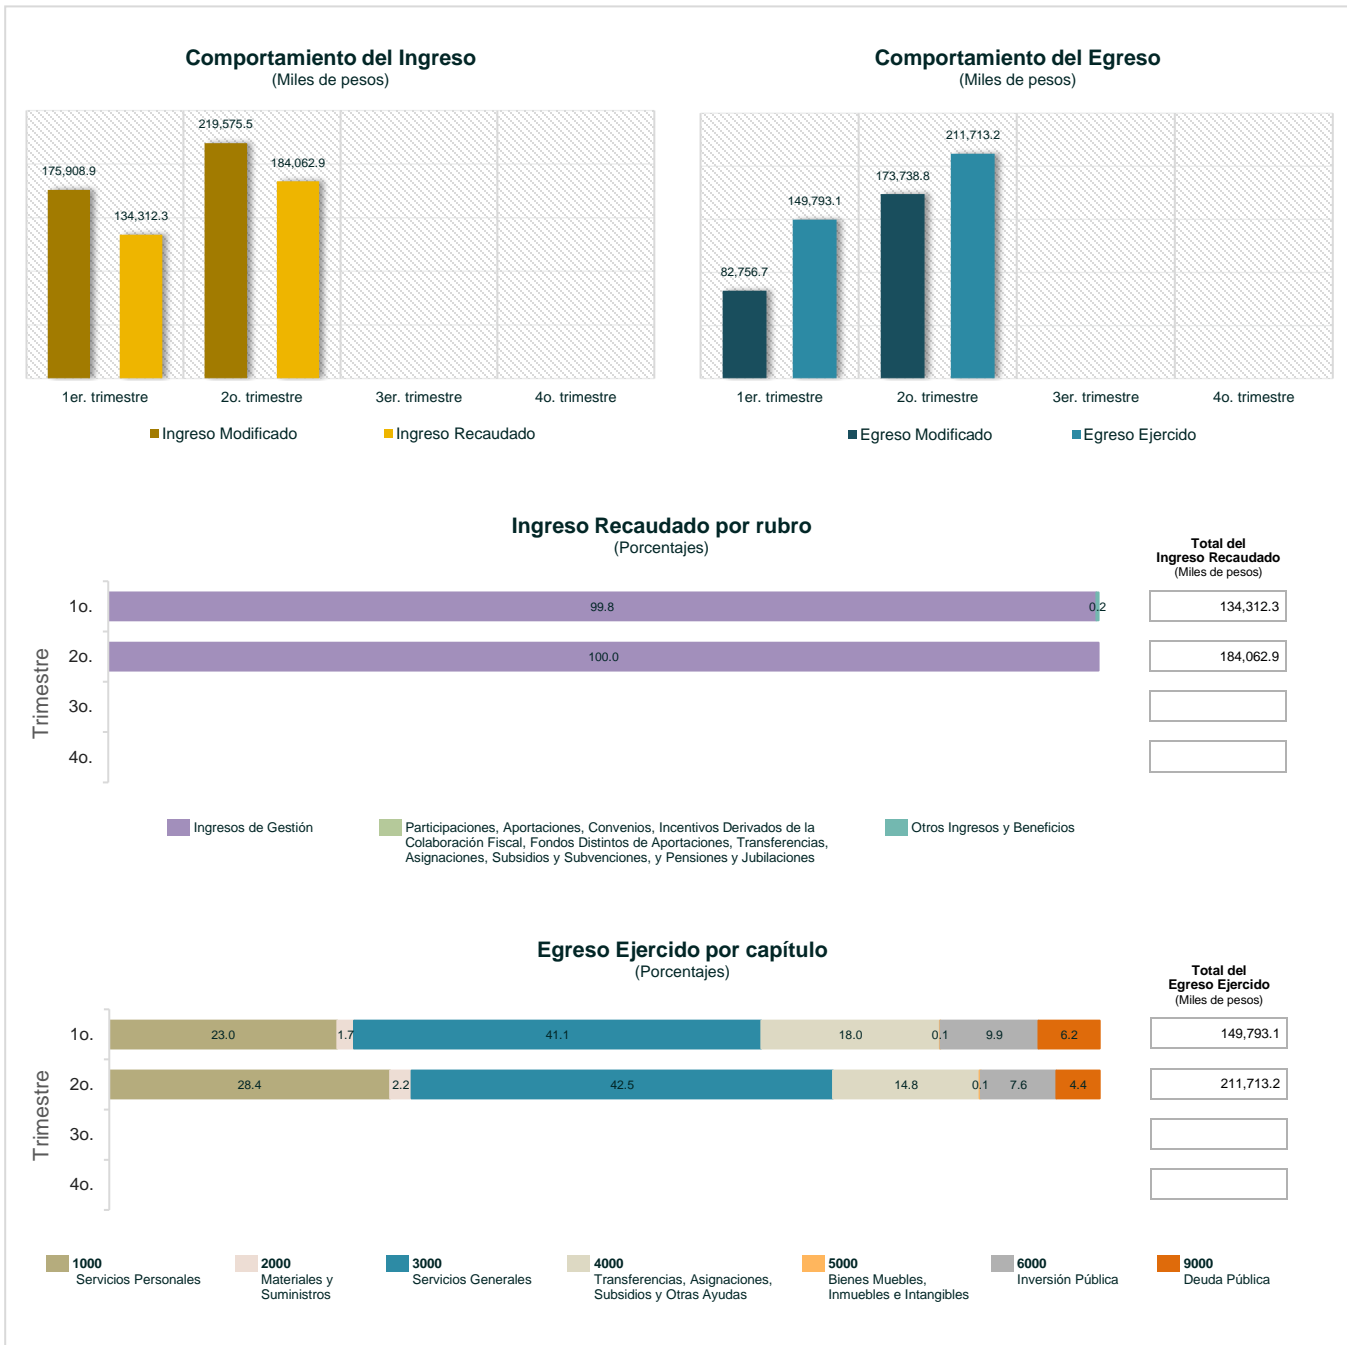 Comportamiento del Ingreso
(Miles de pesos)
219,575.5
175,908.9
184,062.9
134,312.3
1er. trimestre
2o. trimestre
3er. trimestre
4o. trimestre
Ingreso Modificado
Ingreso Recaudado
Comportamiento del Egreso
(Miles de pesos)
211,713.2
173,738.8
149,793.1
82,756.7
1er. trimestre
2o. trimestre
3er. trimestre
4o. trimestre
Egreso Modificado
Egreso Ejercido
Ingreso Recaudado por rubro
(Porcentajes)
Total del
Ingreso Recaudado
(Miles de pesos)
Trimestre
1o.
99.8
0.2
134,312.3
2o.
100.0
184,062.9
3o.
4o.
Ingresos de Gestión
Participaciones, Aportaciones, Convenios, Incentivos Derivados de la
Colaboración Fiscal, Fondos Distintos de Aportaciones, Transferencias,
Asignaciones, Subsidios y Subvenciones, y Pensiones y Jubilaciones
Otros Ingresos y Beneficios
Egreso Ejercido por capítulo
(Porcentajes)
Total del
Egreso Ejercido
(Miles de pesos)
Trimestre
1o.
23.0
1.7
41.1
18.0
0.1
9.9
6.2
149,793.1
2o.
28.4
2.2
42.5
14.8
0.1
7.6
4.4
211,713.2
3o.
4o.
1000
Servicios Personales
2000
Materiales y
Suministros
3000
Servicios Generales
4000
Transferencias, Asignaciones,
Subsidios y Otras Ayudas
5000
Bienes Muebles,
Inmuebles e Intangibles
6000
Inversión Pública
9000
Deuda Pública